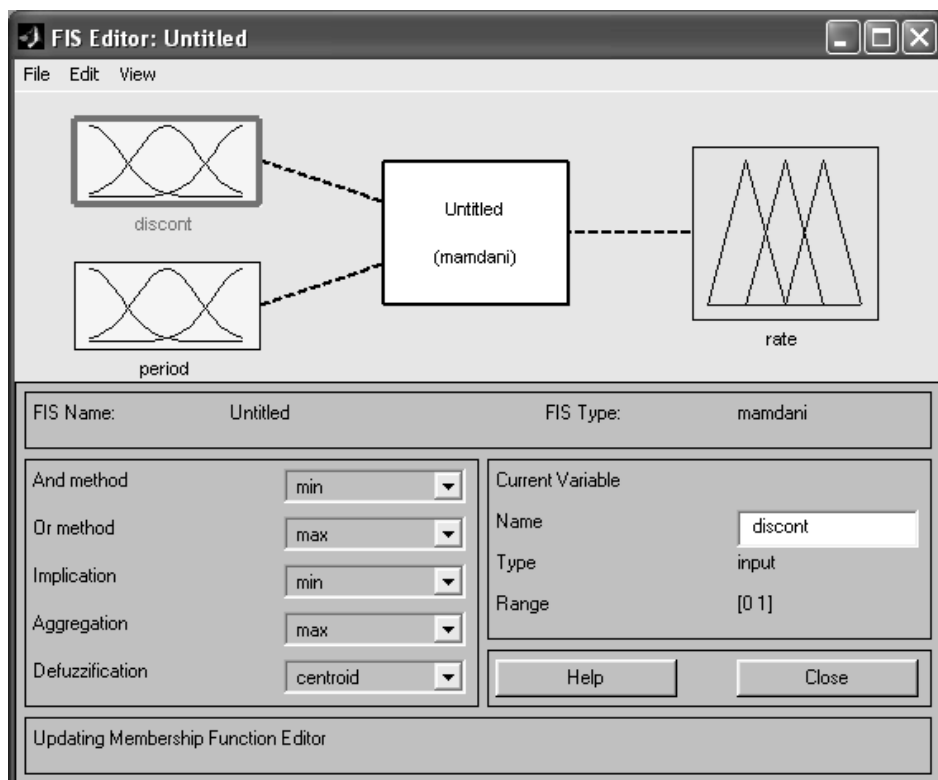 FIS Editor: Untitled
File Edit View
discont
Untitled
(mamdani)
period
rate
FIS Name: Untitled FIS Type: mamdani
And method min
Or method max
Implication min
Aggregation max
Defuzzification centroid
Current Variable
Name discont
Type input
Range [0 1]
Help Close
Updating Membership Function Editor